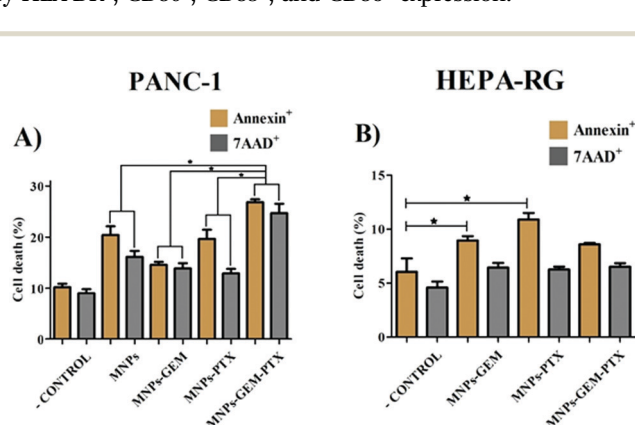 CD80
PANC-1
HEPA-RG
A)
Annexin+
7AAD+
B)
Annexin+
7AAD+
Cell death (%)
30
20
10
0
- CONTROL
MNPs
MNPs-GEM
MNPs-PTX
MNPs-GEM-PTX
Cell death (%)
15
10
5
0
- CONTROL
MNPs-GEM
MNPs-PTX
MNPs-GEM-PTX